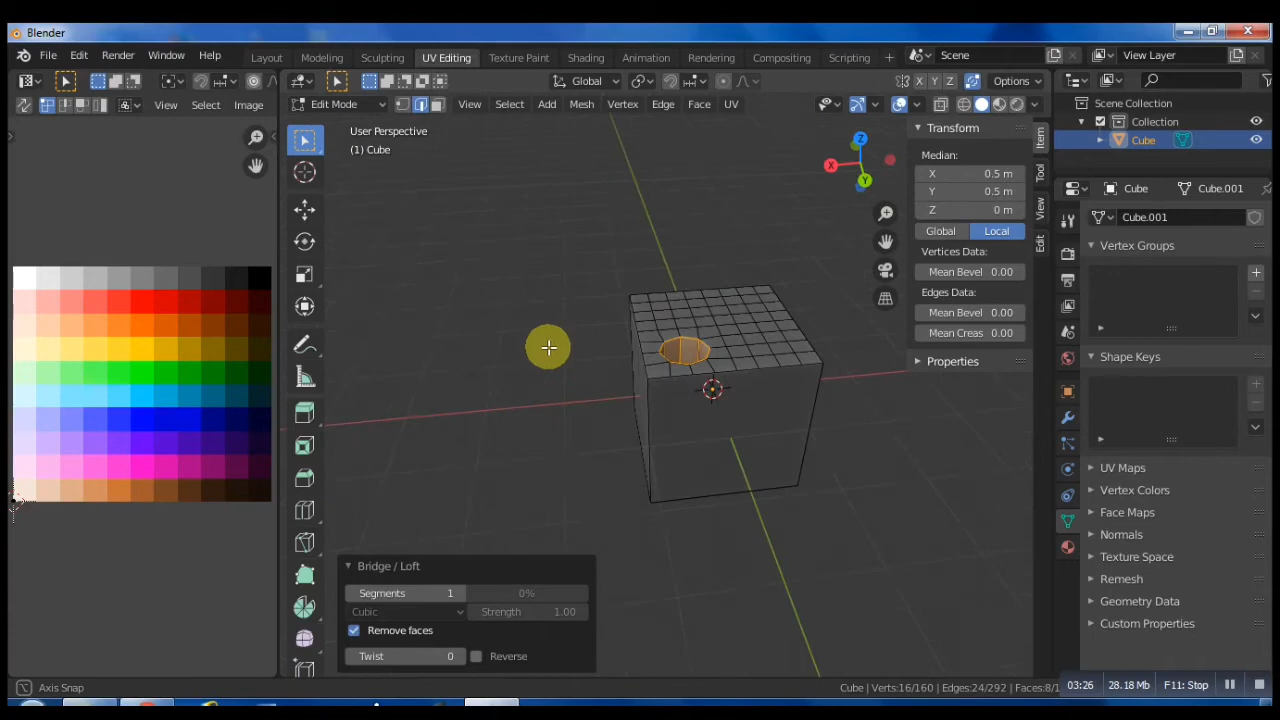 Blender
File Edit Render Window Help
Layout Modeling Sculpting UV Editing Texture Paint Shading Animation Rendering Compositing Scripting + Scene View Layer
Global Options
View Select Image
Edit Mode View Select Add Mesh Vertex Edge Face UV
User Perspective
(1) Cube
Z
X
Y
Transform
Median:
X 0.5 m
Y 0.5 m
Z 0 m
Global Local
Vertices Data:
Mean Bevel 0.00
Edges Data:
Mean Bevel 0.00
Mean Creas 0.00
Properties
Item
Tool
View
Edit
Scene Collection
Collection
Cube
Cube Cube.001
Cube.001
Vertex Groups
Shape Keys
UV Maps
Vertex Colors
Face Maps
Normals
Texture Space
Remesh
Geometry Data
Custom Properties
Bridge / Loft
Segments 1 0%
Cubic Strength 1.00
Remove faces
Twist 0 Reverse
Axis Snap
Cube | Verts:16/160 | Edges:24/292 | Faces:8/1
03:26 28.18 Mb F11: Stop